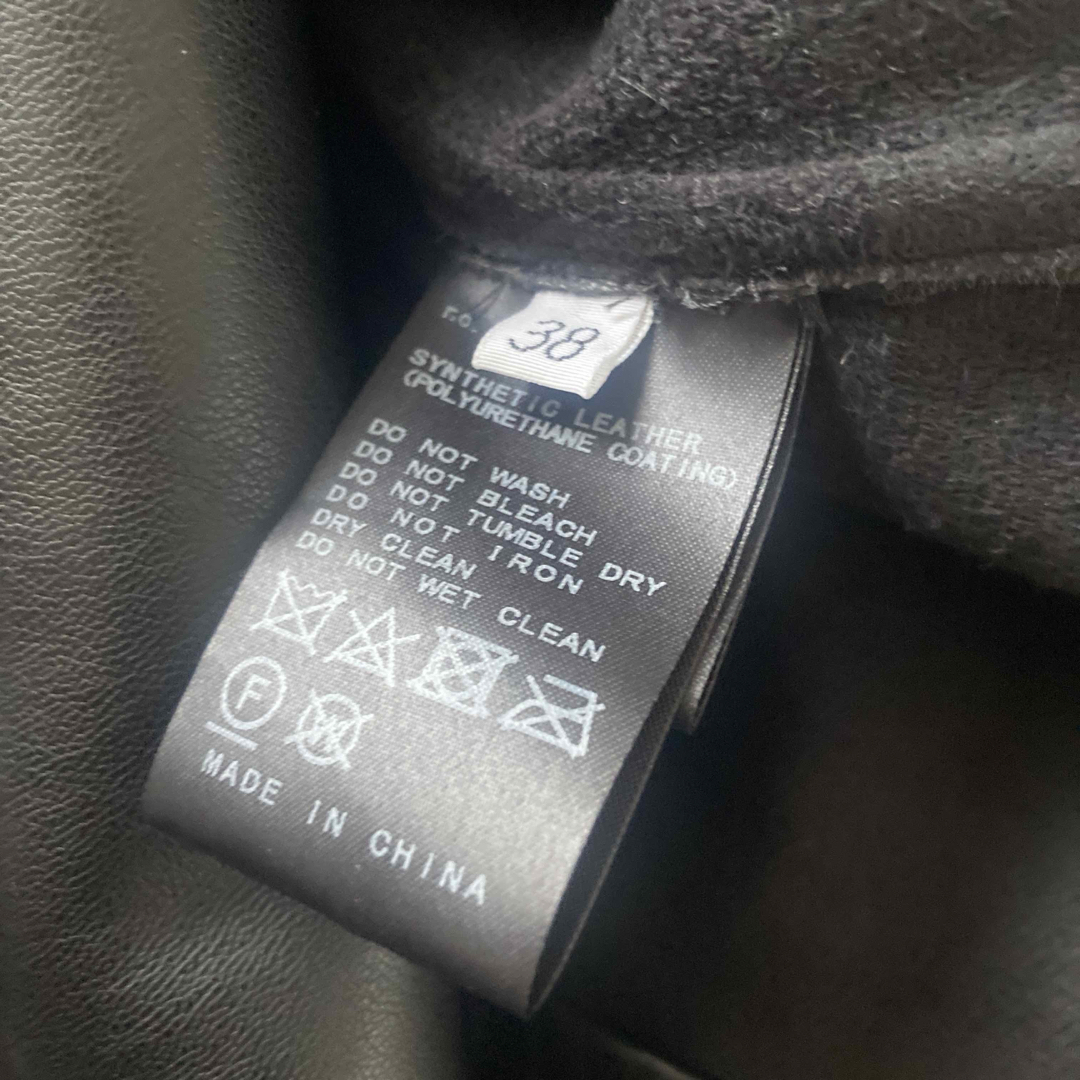 r.o.
38
SYNTHETIC LEATHER
(POLYURETHANE COATING)
DO NOT WASH
DO NOT BLEACH
DO NOT TUMBLE DRY
DO NOT IRON
DRY CLEAN
DO NOT WET CLEAN
F
W
MADE IN CHINA